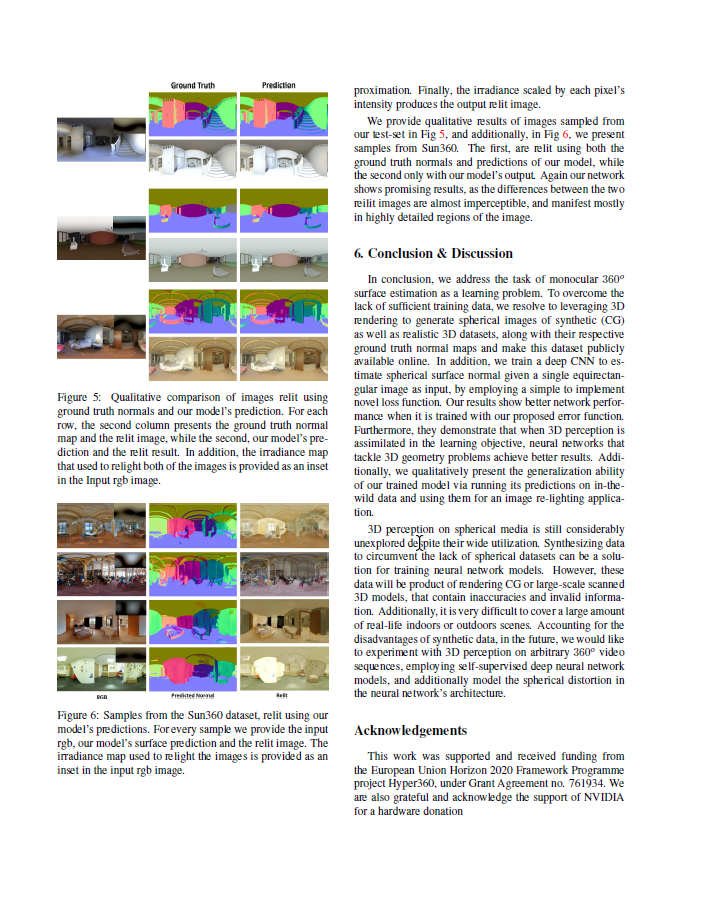 Ground Truth Prediction
Figure 5: Qualitative comparison of images relit using
ground truth normals and our model's prediction. For each
row, the second column presents the ground truth normal
map and the relit image, while the second, our model's pre-
diction and the relit result. In addition, the irradiance map
that used to relight both of the images is provided as an inset
in the Input rgb image.
RGB Predicted Normal Relit
Figure 6: Samples from the Sun360 dataset, relit using our
model's predictions. For every sample we provide the input
rgb, our model's surface prediction and the relit image. The
irradiance map used to relight the images is provided as an
inset in the input rgb image.
proximation. Finally, the irradiance scaled by each pixel's
intensity produces the output relit image.
We provide qualitative results of images sampled from
our test-set in Fig 5, and additionally, in Fig 6, we present
samples from Sun360. The first, are relit using both the
ground truth normals and predictions of our model, while
the second only with our model's output. Again our network
shows promising results, as the differences between the two
reilit images are almost imperceptible, and manifest mostly
in highly detailed regions of the image.
6. Conclusion & Discussion
In conclusion, we address the task of monocular 360°
surface estimation as a learning problem. To overcome the
lack of sufficient training data, we resolve to leveraging 3D
rendering to generate spherical images of synthetic (CG)
as well as realistic 3D datasets, along with their respective
ground truth normal maps and make this dataset publicly
available online. In addition, we train a deep CNN to es-
timate spherical surface normal given a single equirectan-
gular image as input, by employing a simple to implement
novel loss function. Our results show better network perfor-
mance when it is trained with our proposed error function.
Furthermore, they demonstrate that when 3D perception is
assimilated in the learning objective, neural networks that
tackle 3D geometry problems achieve better results. Addi-
tionally, we qualitatively present the generalization ability
of our trained model via running its predictions on in-the-
wild data and using them for an image re-lighting applica-
tion.
3D perception on spherical media is still considerably
unexplored despite their wide utilization. Synthesizing data
to circumvent the lack of spherical datasets can be a solu-
tion for training neural network models. However, these
data will be product of rendering CG or large-scale scanned
3D models, that contain inaccuracies and invalid informa-
tion. Additionally, it is very difficult to cover a large amount
of real-life indoors or outdoors scenes. Accounting for the
disadvantages of synthetic data, in the future, we would like
to experiment with 3D perception on arbitrary 360° video
sequences, employing self-supervised deep neural network
models, and additionally model the spherical distortion in
the neural network's architecture.
Acknowledgements
This work was supported and received funding from
the European Union Horizon 2020 Framework Programme
project Hyper360, under Grant Agreement no. 761934. We
are also grateful and acknowledge the support of NVIDIA
for a hardware donation